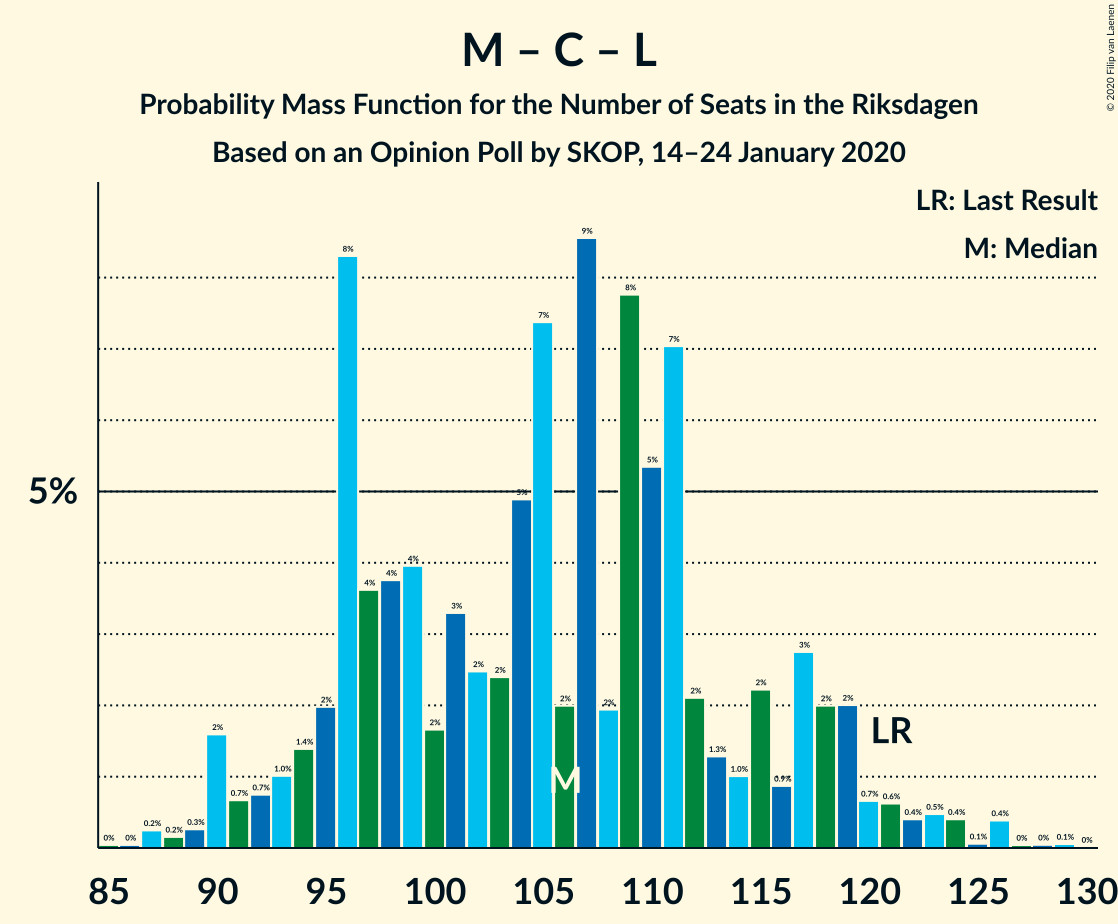 M – C – L
Probability Mass Function for the Number of Seats in the Riksdagen
Based on an Opinion Poll by SKOP, 14–24 January 2020
© 2020 Filip van Laenen
LR: Last Result
M: Median
5%
0% 0% 0.2% 0.2% 0.3% 2% 0.7% 0.7% 1.0% 1.4% 2% 8% 4% 4% 4% 2% 3% 2% 2% 5% 7% 2% 9% 2% 8% 5% 7% 2% 1.3% 1.0% 2% 0.9% 3% 2% 2% 0.7% 0.6% 0.4% 0.5% 0.4% 0.1% 0.4% 0% 0% 0.1% 0%
M
LR
85 90 95 100 105 110 115 120 125 130